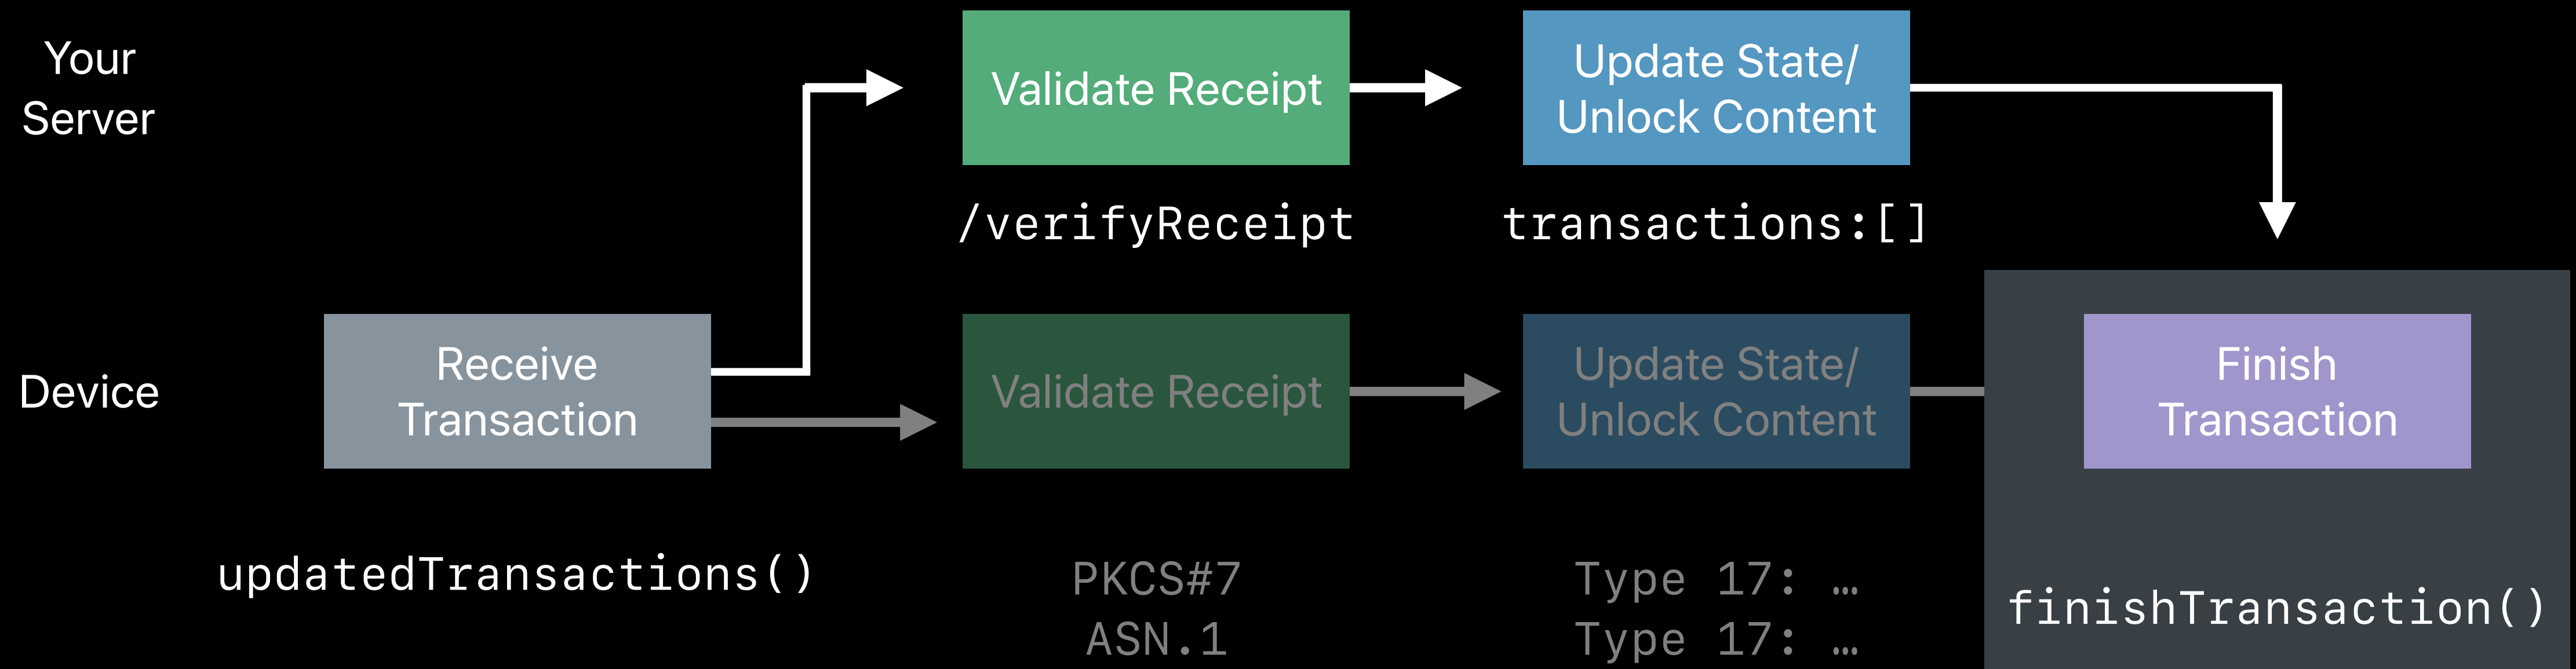 Your
Server
Validate Receipt
Update State/
Unlock Content
/verifyReceipt
transactions:[]
Device
Receive
Transaction
Validate Receipt
Update State/
Unlock Content
Finish
Transaction
updatedTransactions()
PKCS#7
ASN.1
Type 17: …
Type 17: …
finishTransaction()